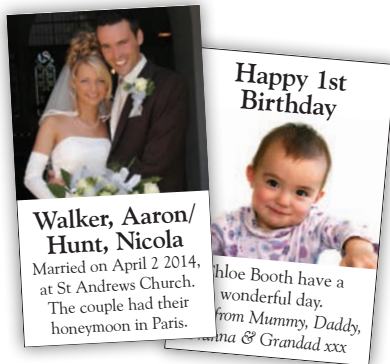 Walker, Aaron/
Hunt, Nicola
Married on April 2 2014,
at St Andrews Church.
The couple had their
honeymoon in Paris.
Happy 1st
Birthday
hloe Booth have a
wonderful day.
from Mummy, Daddy,
& Grandad xxx